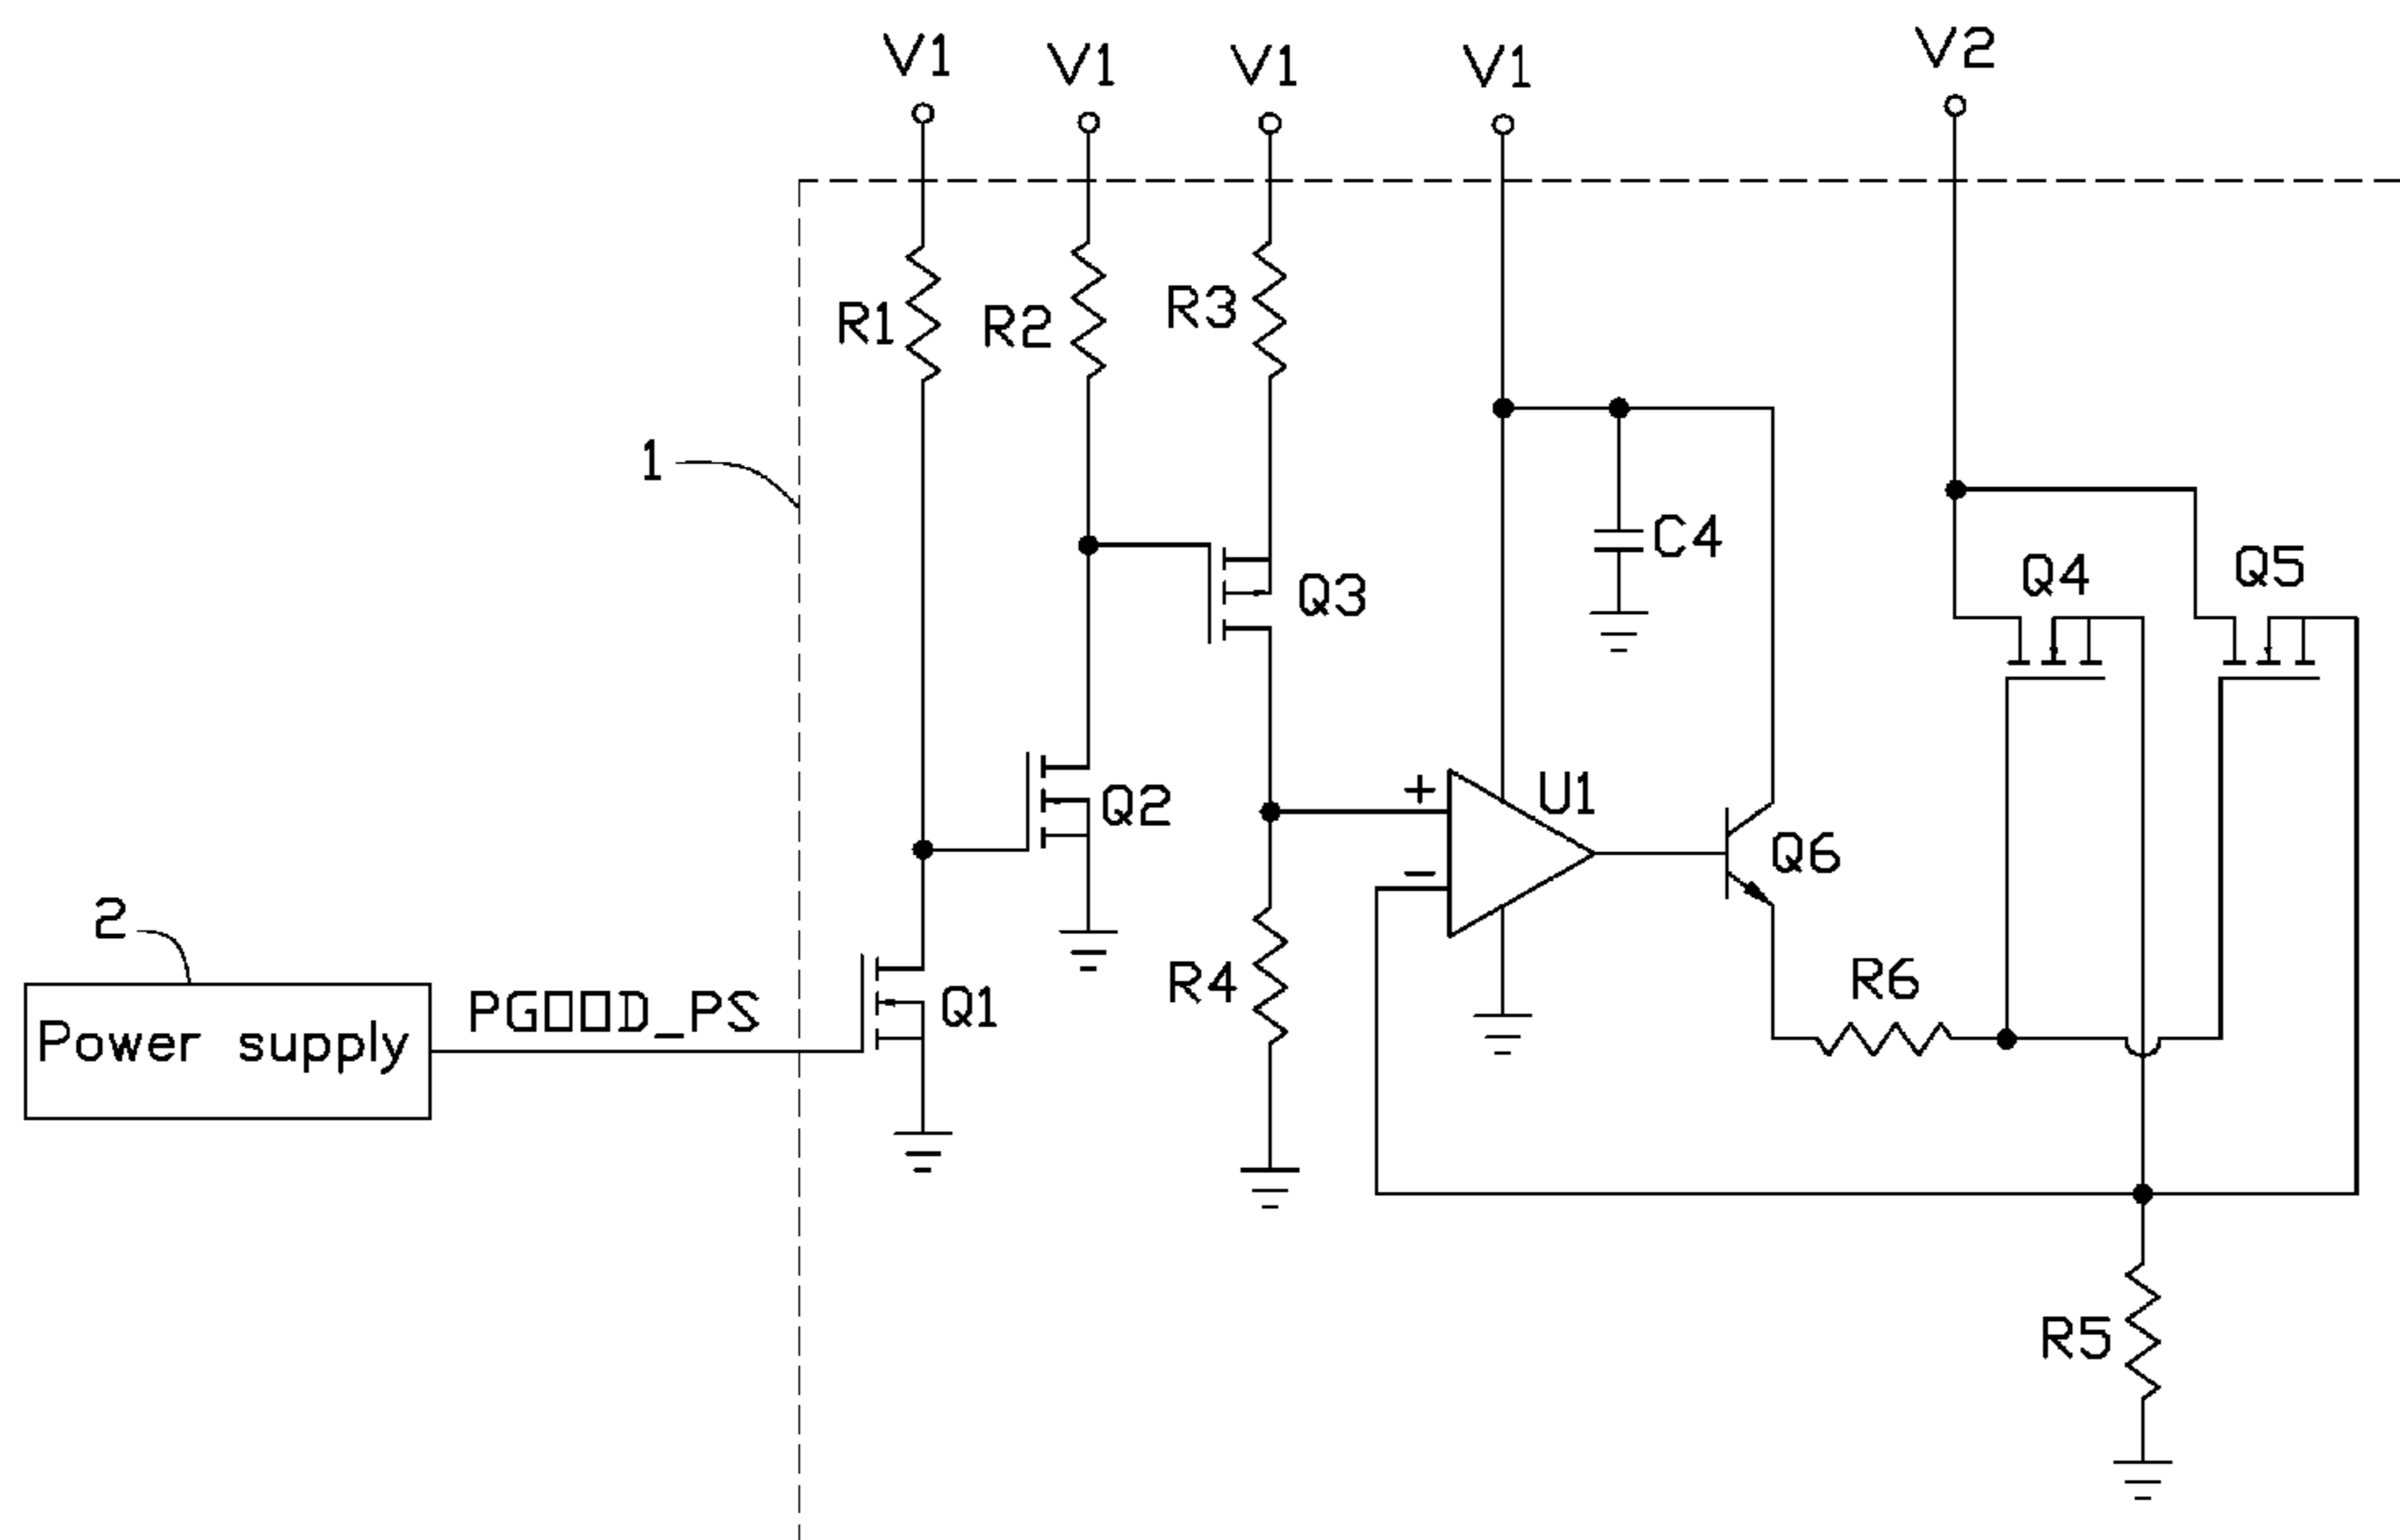 V1 V1 V1 V1 V2
R1 R2 R3
1
C4
Q3 Q4 Q5
+ U1
Q2
−
Q6
2
Power supply
PGOOD_PS
Q1
R4
R6
R5